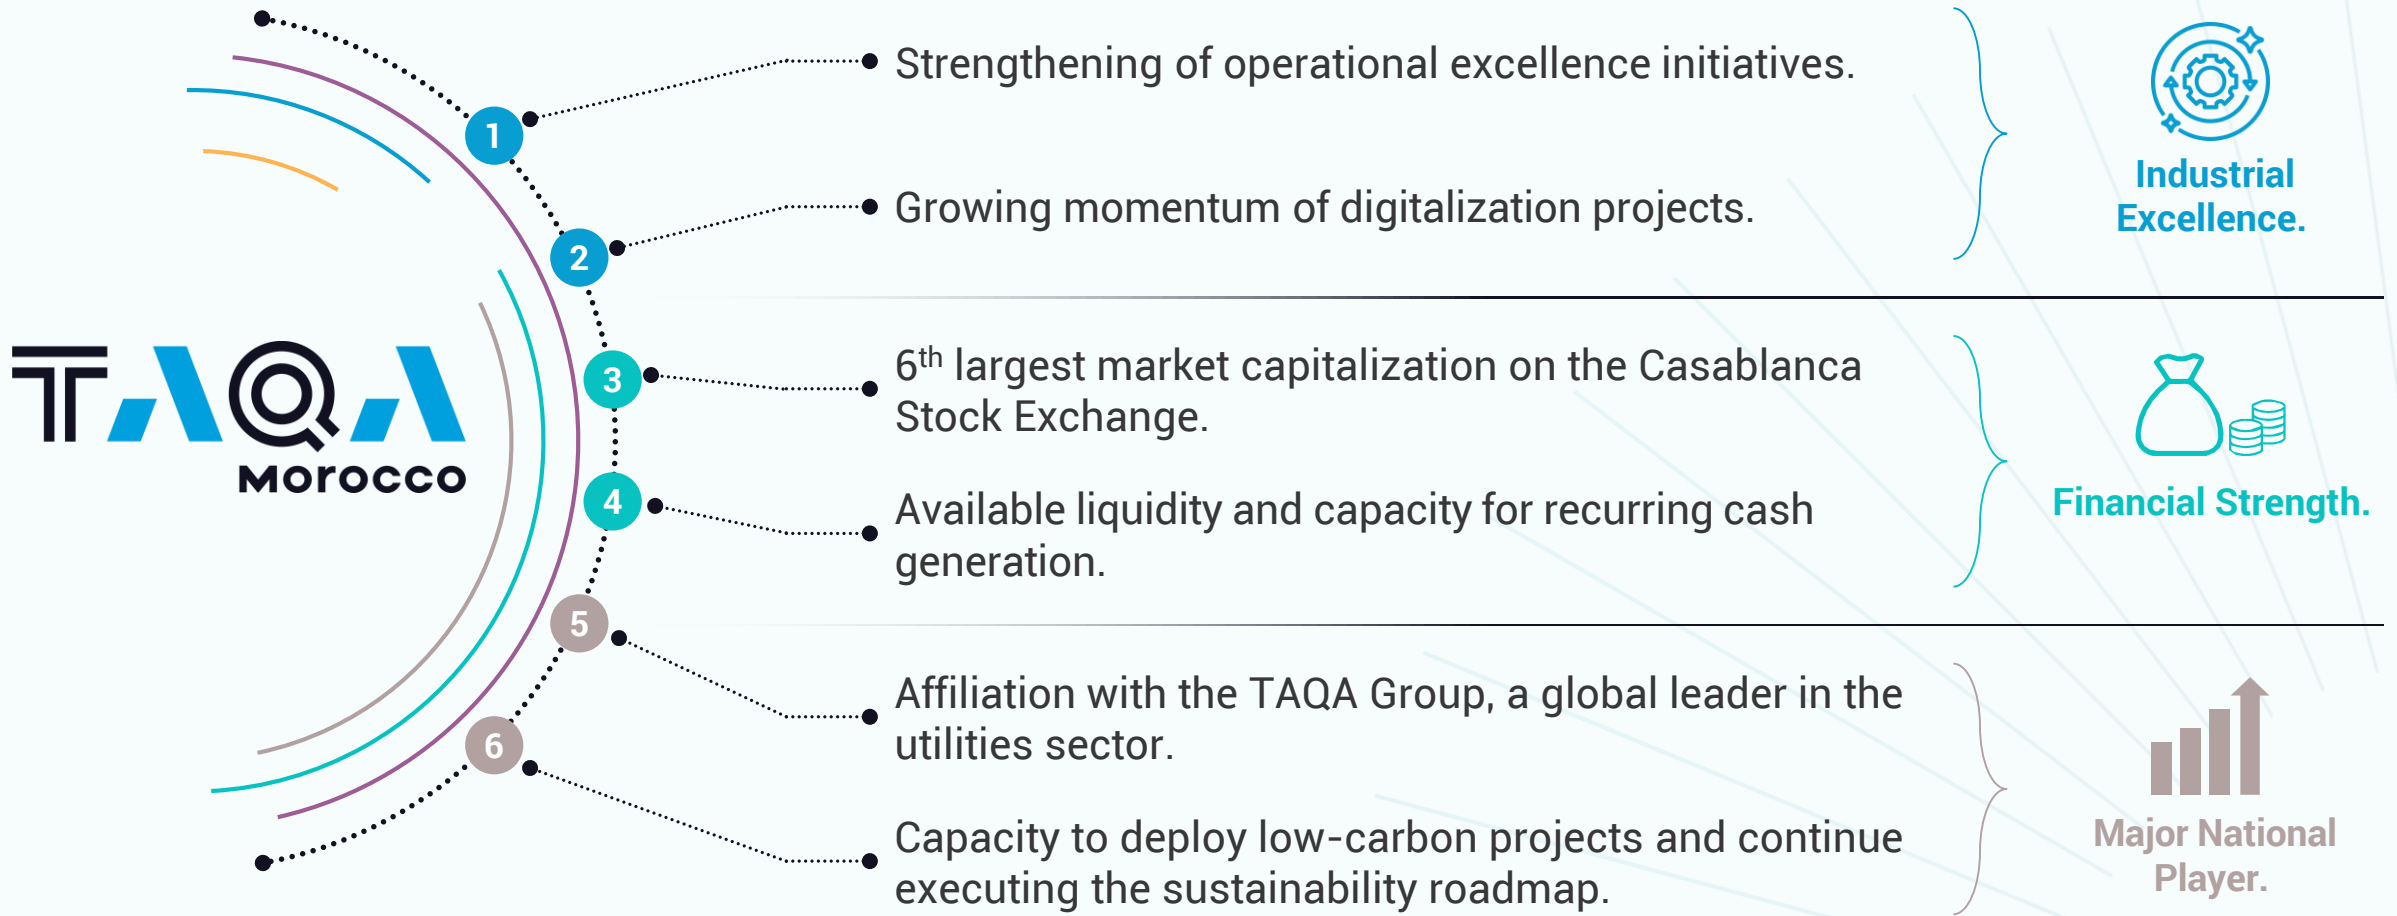 TAQA
Morocco
1
Strengthening of operational excellence initiatives.
2
Growing momentum of digitalization projects.
Industrial
Excellence.
3
6th largest market capitalization on the Casablanca
Stock Exchange.
4
Available liquidity and capacity for recurring cash
generation.
Financial Strength.
5
Affiliation with the TAQA Group, a global leader in the
utilities sector.
6
Capacity to deploy low-carbon projects and continue
executing the sustainability roadmap.
Major National
Player.